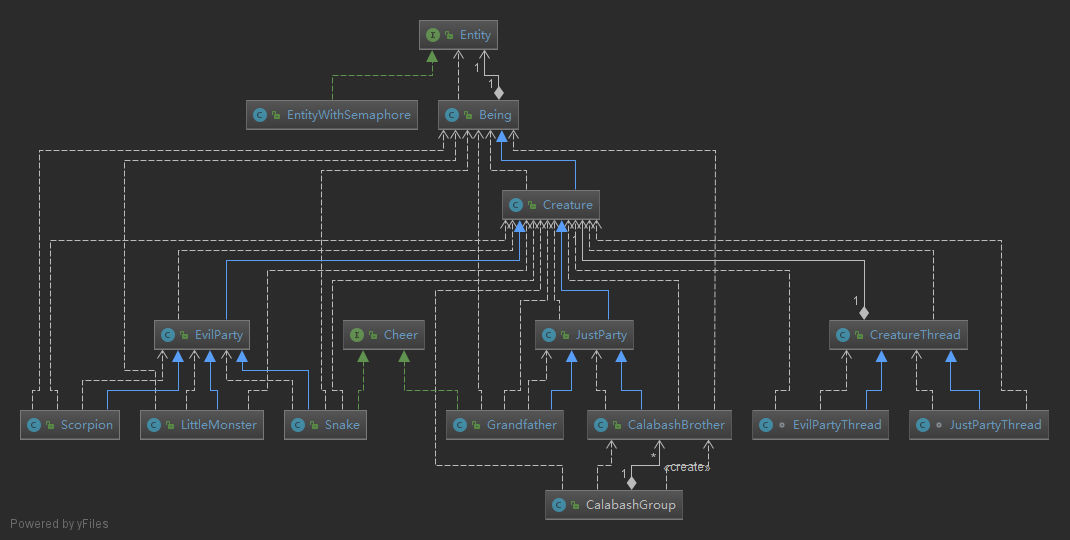 I Entity
1
1
C EntityWithSemaphore
C Being
C Creature
1
C EvilParty
I Cheer
C JustParty
C CreatureThread
C Scorpion
C LittleMonster
C Snake
C Grandfather
C CalabashBrother
C EvilPartyThread
C JustPartyThread
*
1
«create»
C CalabashGroup
Powered by yFiles